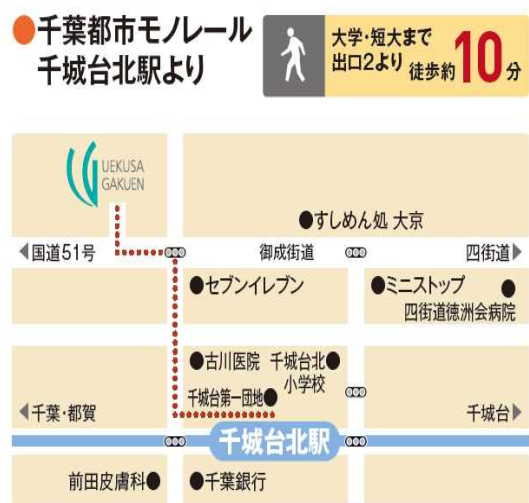 ●千葉都市モノレール
千城台北駅より
大学・短大まで
出口2より 徒歩約10分
UEKUSA
GAKUEN
●すしめん処 大京
◀国道51号
御成街道
四街道▶
●セブンイレブン
●ミニストップ
四街道徳洲会病院
●古川医院
千城台北●
小学校
千城台第一団地●
◀千葉・都賀
千城台▶
千城台北駅
前田皮膚科●
●千葉銀行